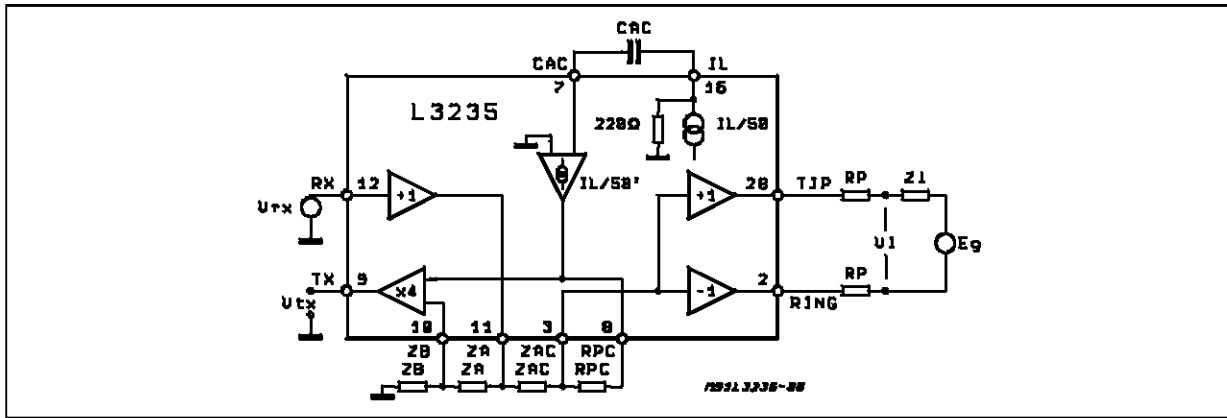 CAC
CAC
7
IL
16
L3235
220Ω
IL/50
IL/50'
RX
12
+1
Vrx
TX
9
x4
Vtx
+1
28
TIP
RP
Zl
Vl
Eg
-1
2
RING
RP
10
11
3
8
ZB
ZA
ZAC
RPC
ZB
ZA
ZAC
RPC